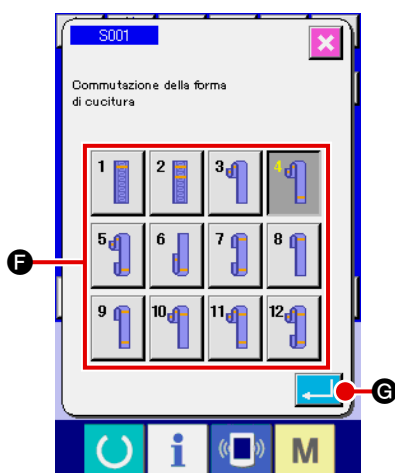 S001
Commutazione della forma
di cucitura
1 2 3 4
5 6 7 8
F
9 10 11 12
G
i M